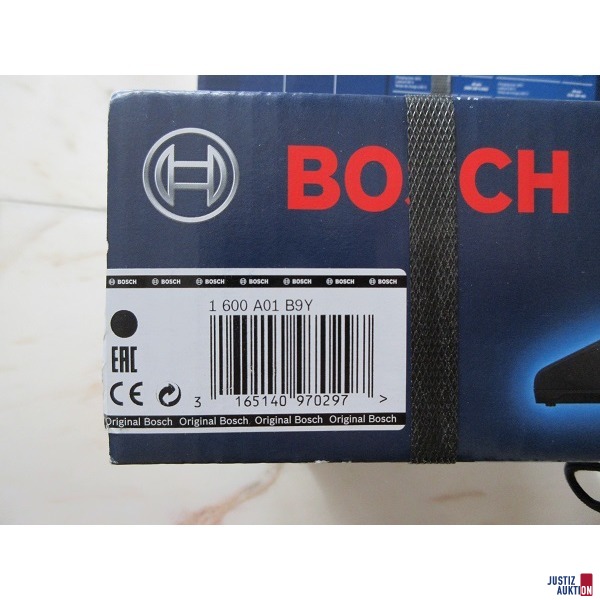 BOSCH
BOSCH BOSCH BOSCH BOSCH BOSCH BOSCH BOSCH
1 600 A01 B9Y
EAC
CE
3 165140 970297 >
Original Bosch Original Bosch Original Bosch Original Bosch
JUSTIZ
AUKTION